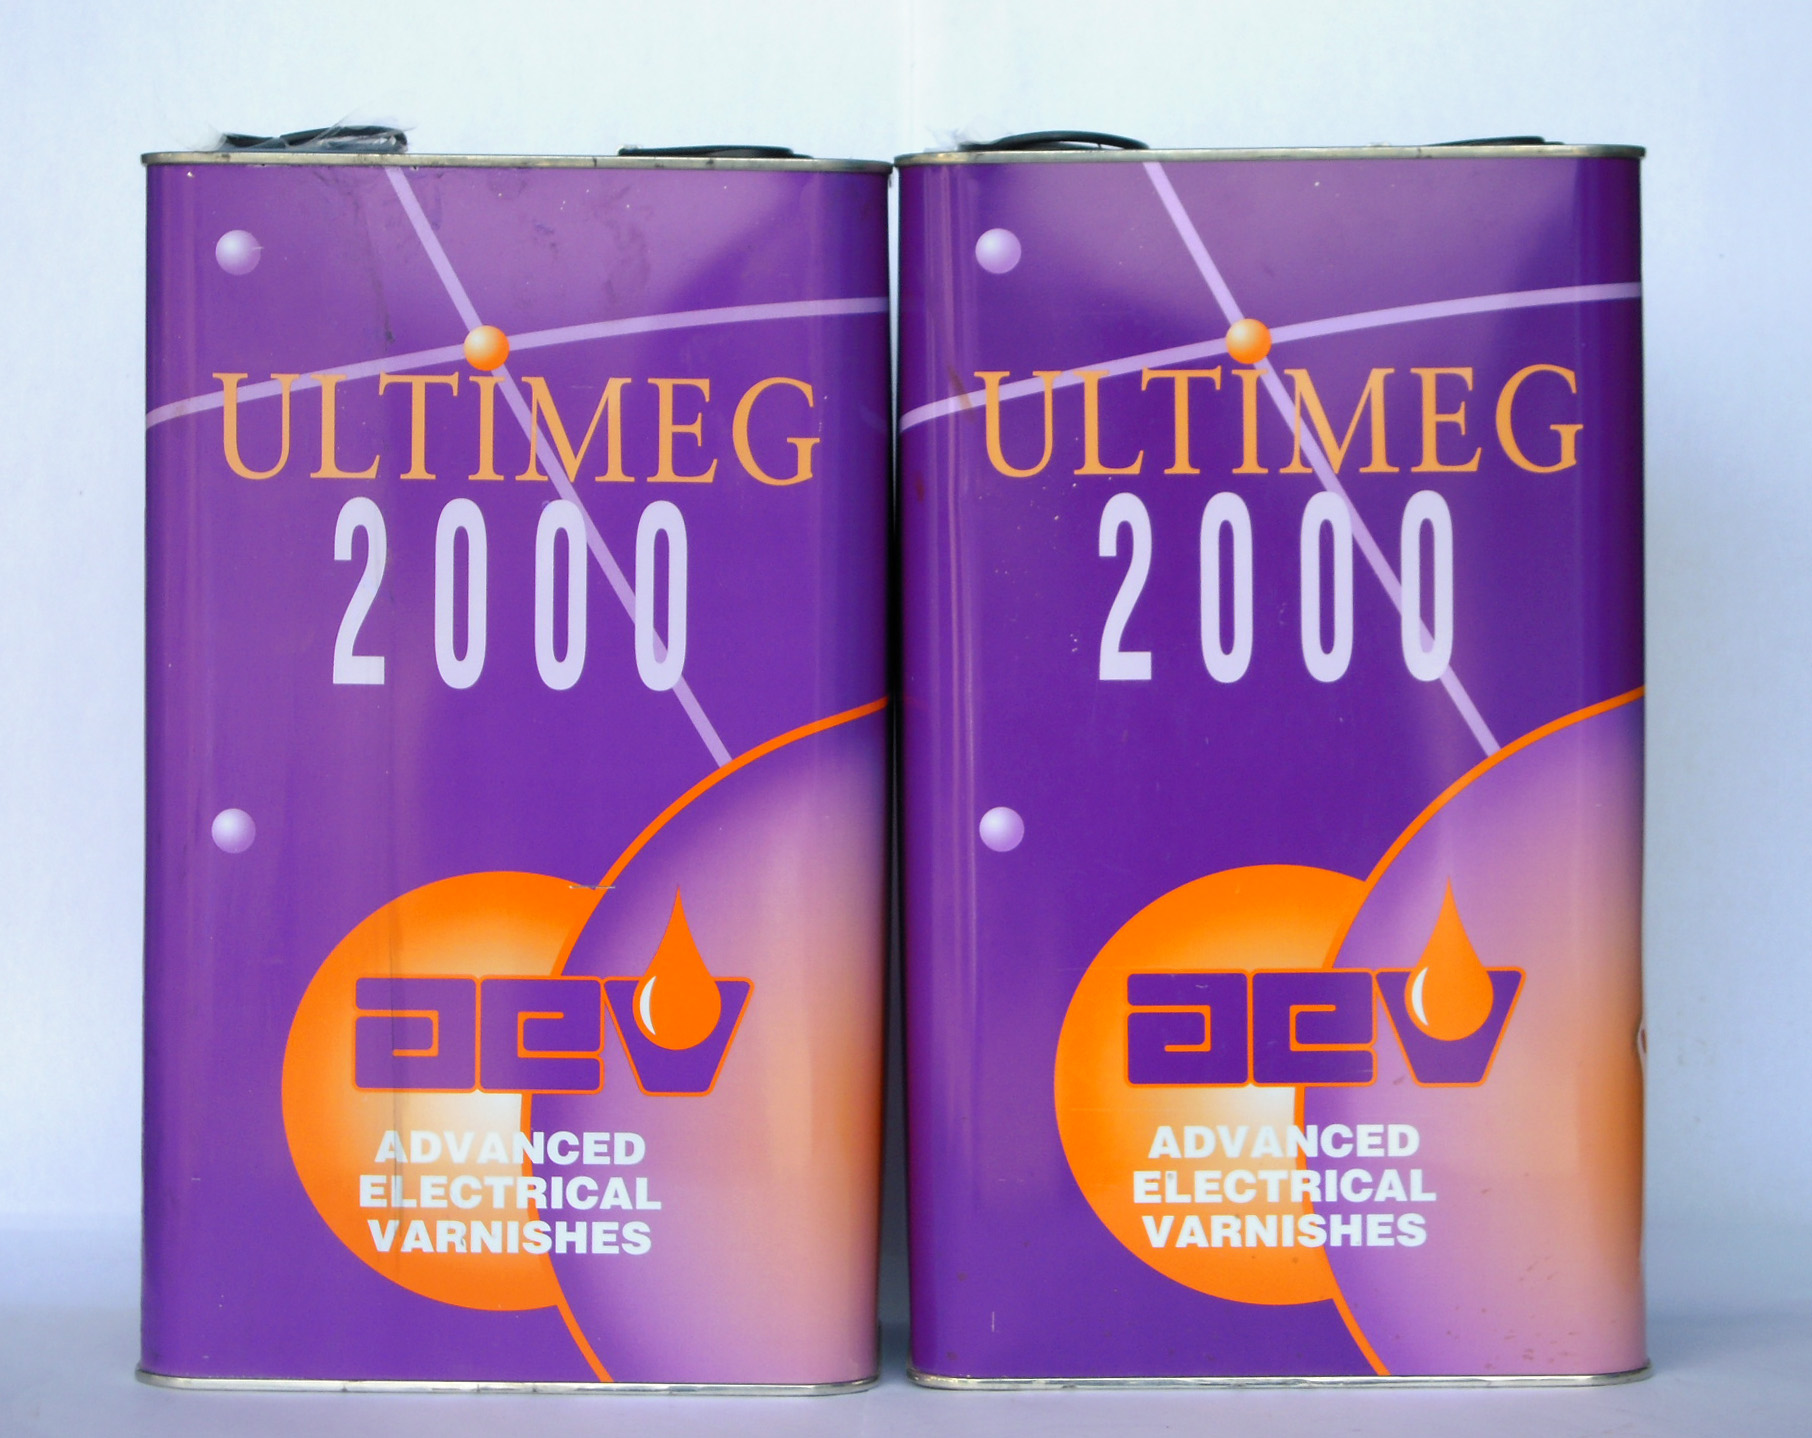 ULTIMEG
2000
aev
ADVANCED
ELECTRICAL
VARNISHES
ULTIMEG
2000
aev
ADVANCED
ELECTRICAL
VARNISHES